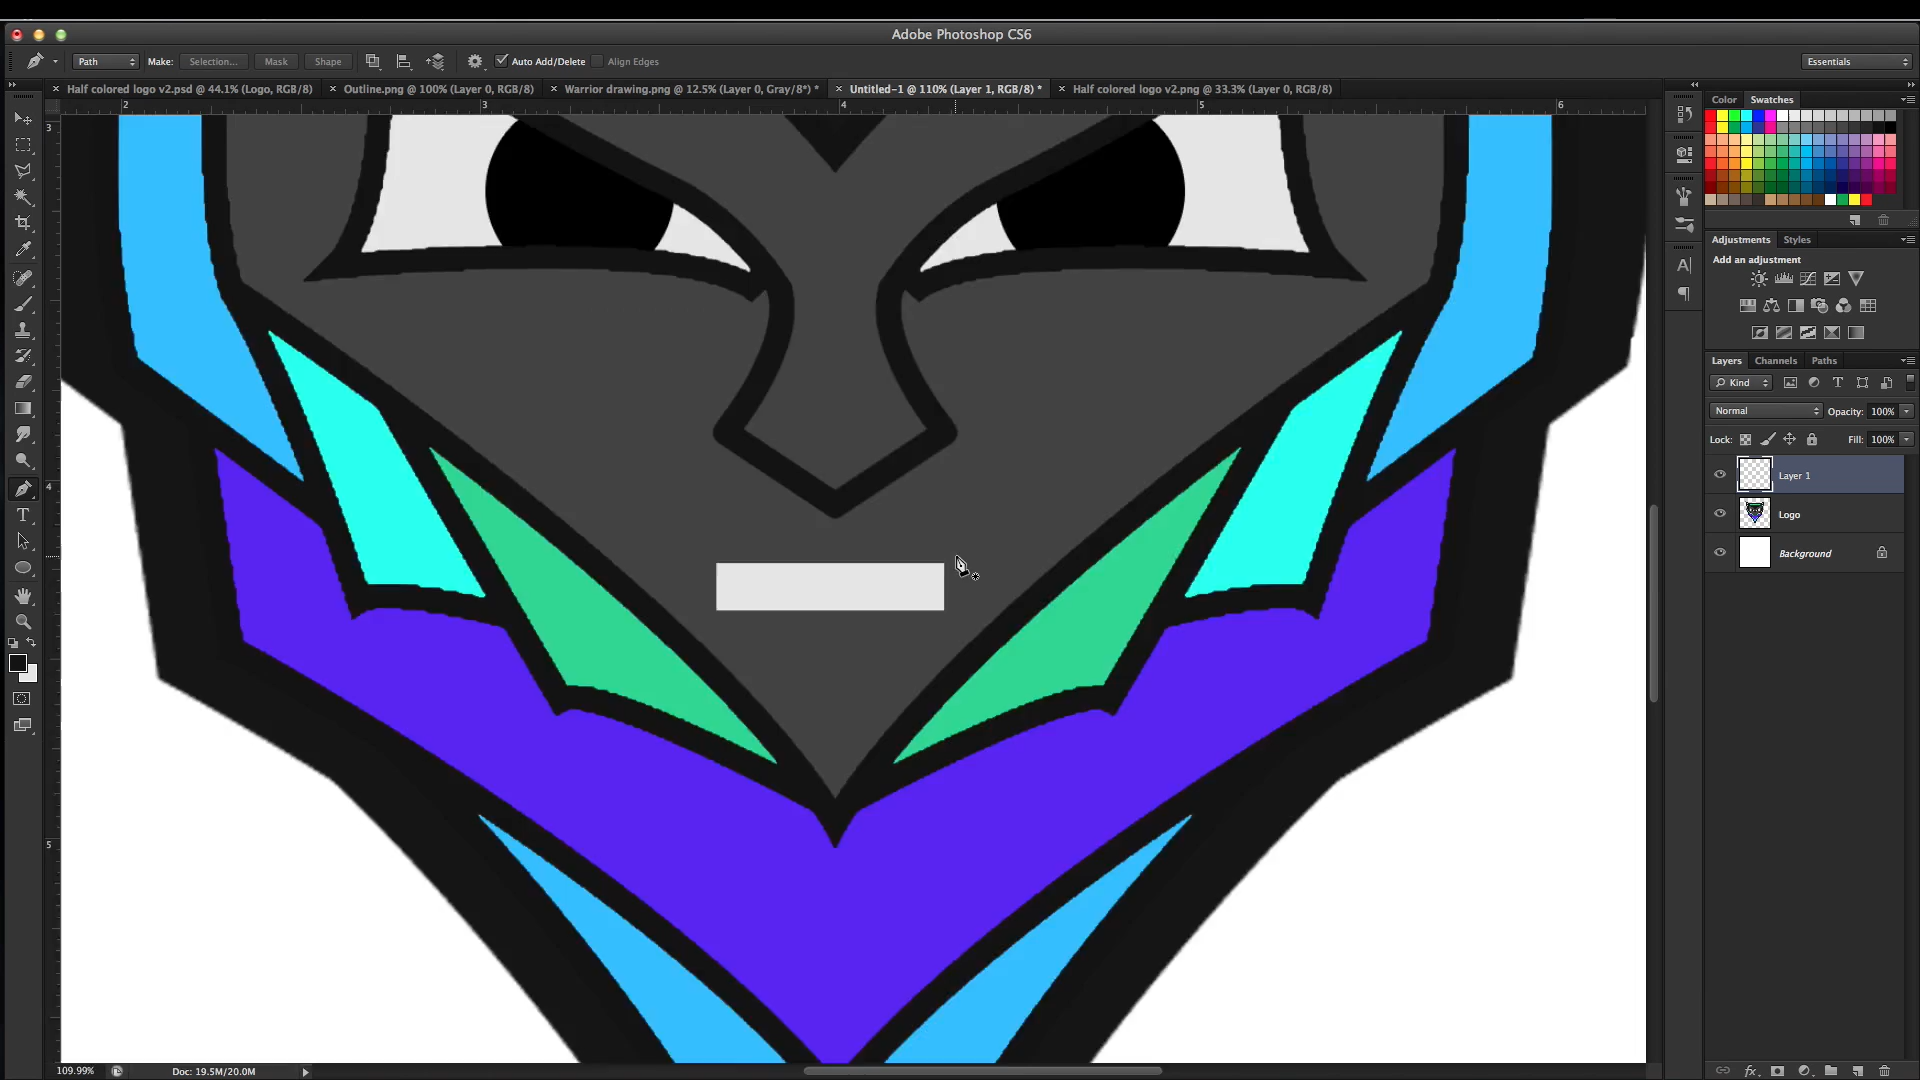 Adobe Photoshop CS6
Path Make: Selection... Mask Shape Auto Add/Delete Align Edges Essentials
Half colored logo v2.psd @ 44.1% (Logo, RGB/8) Outline.png @ 100% (Layer 0, RGB/8) Warrior drawing.png @ 12.5% (Layer 0, Gray/8*) * Untitled-1 @ 110% (Layer 1, RGB/8) * Half colored logo v2.png @ 33.3% (Layer 0, RGB/8)
2 3 4 5 6
3
4
5
Color Swatches
Adjustments Styles
Add an adjustment
Layers Channels Paths
Kind
Normal Opacity: 100%
Lock: Fill: 100%
Layer 1
Logo
Background
109.99% Doc: 19.5M/20.0M